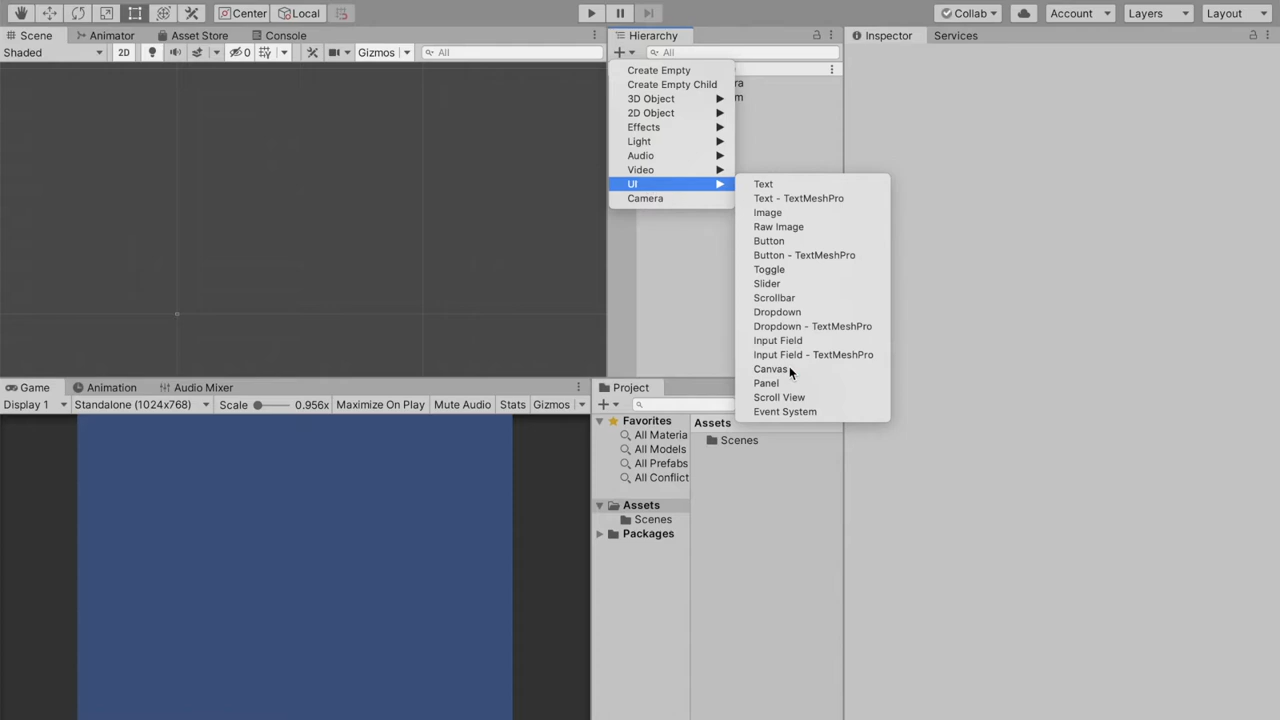 Center
Local
Collab
Account
Layers
Layout
Scene
Animator
Asset Store
Console
Hierarchy
Inspector
Services
Shaded
2D
0
Gizmos
All
All
Create Empty
Create Empty Child
3D Object
2D Object
Effects
Light
Audio
Video
UI
Camera
ra
m
Text
Text - TextMeshPro
Image
Raw Image
Button
Button - TextMeshPro
Toggle
Slider
Scrollbar
Dropdown
Dropdown - TextMeshPro
Input Field
Input Field - TextMeshPro
Canvas
Panel
Scroll View
Event System
Game
Animation
Audio Mixer
Display 1
Standalone (1024x768)
Scale
0.956x
Maximize On Play
Mute Audio
Stats
Gizmos
Project
Favorites
All Materia
All Models
All Prefabs
All Conflict
Assets
Scenes
Packages
Assets
Scenes